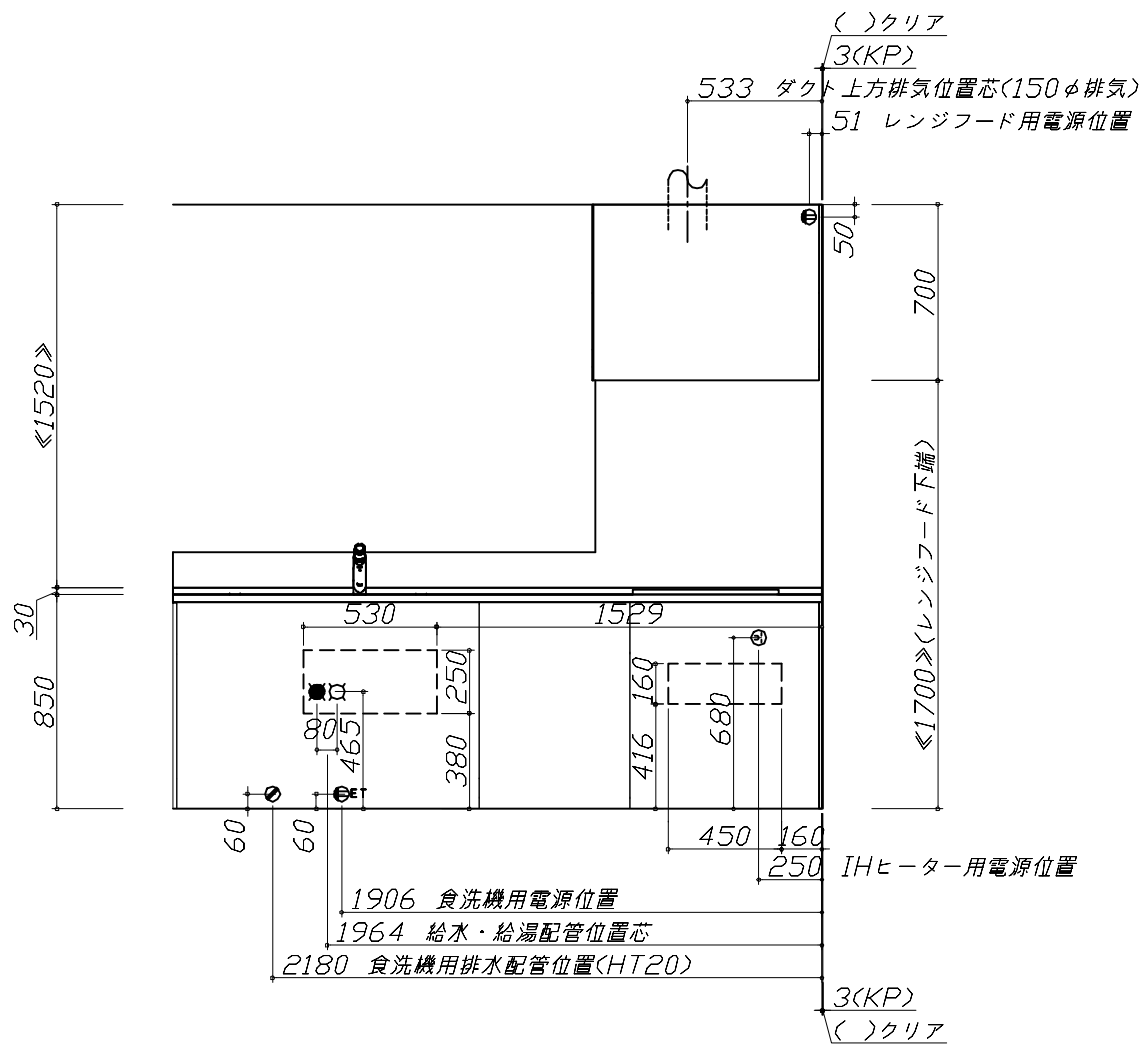 ( )クリア
3(KP)
533 ダクト上方排気位置芯(150φ排気)
51 レンジフード用電源位置
50
700
≪1520≫
≪1700≫(レンジフード下端)
30
530
1529
850
250
160
680
80
465
380
416
ET
60
60
450
160
250 IHヒーター用電源位置
1906 食洗機用電源位置
1964 給水・給湯配管位置芯
2180 食洗機用排水配管位置(HT20)
3(KP)
( )クリア